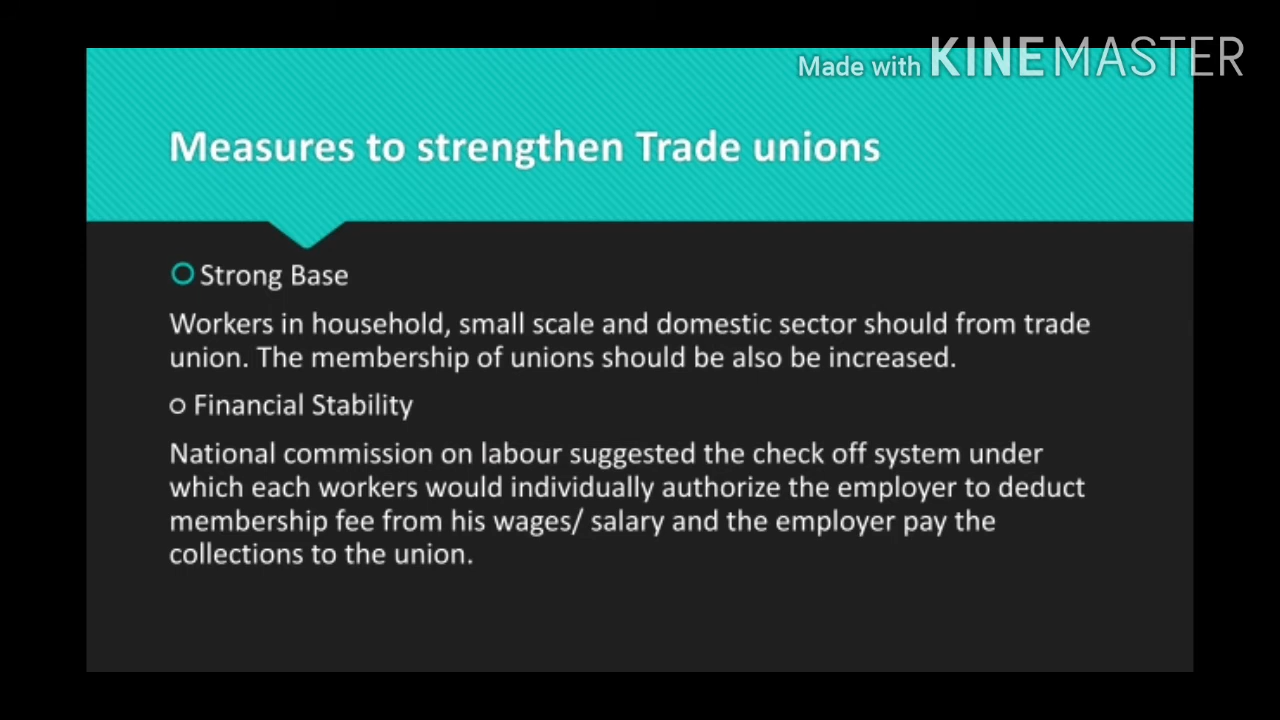 Made with KINEMASTER
Measures to strengthen Trade unions
Strong Base
Workers in household, small scale and domestic sector should from trade
union. The membership of unions should be also be increased.
Financial Stability
National commission on labour suggested the check off system under
which each workers would individually authorize the employer to deduct
membership fee from his wages/ salary and the employer pay the
collections to the union.